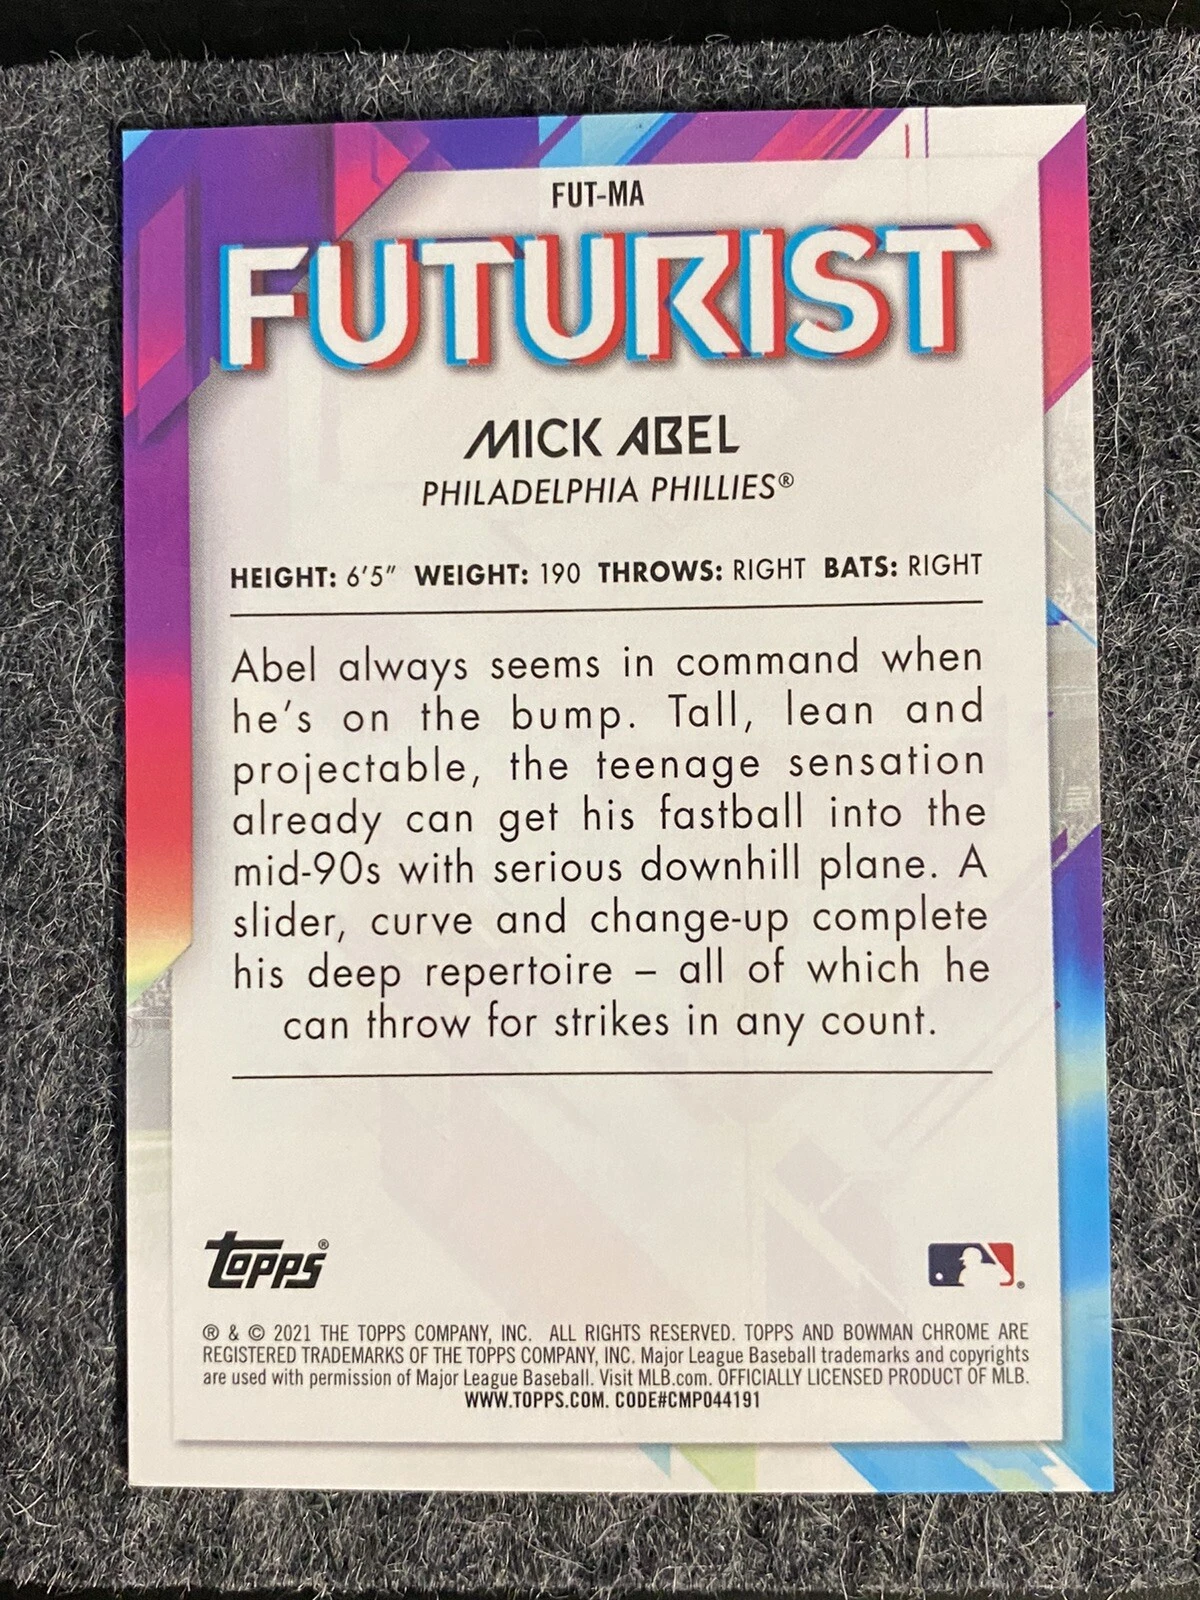 FUT-MA
FUTURIST
MICK ABEL
PHILADELPHIA PHILLIES®
HEIGHT: 6'5" WEIGHT: 190 THROWS: RIGHT BATS: RIGHT
Abel always seems in command when
he's on the bump. Tall, lean and
projectable, the teenage sensation
already can get his fastball into the
mid-90s with serious downhill plane. A
slider, curve and change-up complete
his deep repertoire – all of which he
can throw for strikes in any count.
topps®
®
® & © 2021 THE TOPPS COMPANY, INC. ALL RIGHTS RESERVED. TOPPS AND BOWMAN CHROME ARE
REGISTERED TRADEMARKS OF THE TOPPS COMPANY, INC. Major League Baseball trademarks and copyrights
are used with permission of Major League Baseball. Visit MLB.com. OFFICIALLY LICENSED PRODUCT OF MLB.
WWW.TOPPS.COM. CODE#CMP044191